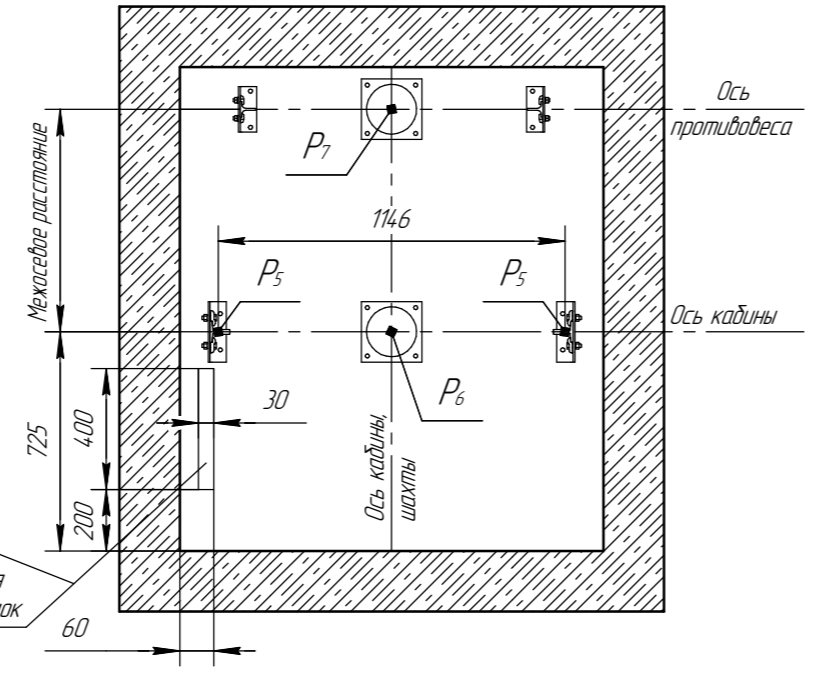 Ось
противовеса
P7
Межосевое расстояние
1146
P5
P5
Ось кабины
P6
30
400
725
200
Ось кабины,
шахты
60